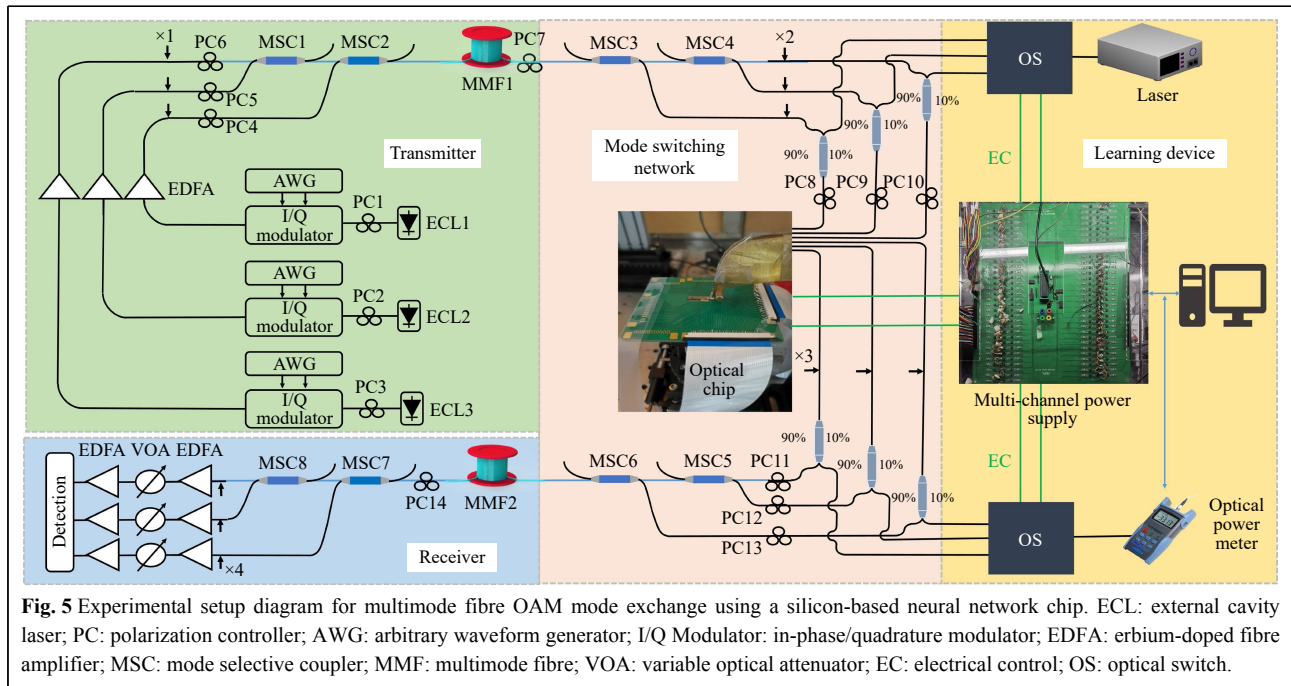 ×1
PC6
MSC1
MSC2
MMF1
PC7
MSC3
MSC4
×2
OS
Laser
PC5
PC4
90%
10%
90%
10%
90%
10%
Transmitter
Mode switching
network
EC
Learning device
EDFA
AWG
I/Q
modulator
PC1
ECL1
PC8
PC9
PC10
AWG
I/Q
modulator
PC2
ECL2
AWG
I/Q
modulator
PC3
ECL3
Optical
chip
×3
Multi-channel power
supply
EC
EDFA
VOA
EDFA
MSC8
MSC7
PC14
MMF2
MSC6
MSC5
PC11
PC12
PC13
90%
10%
90%
10%
90%
10%
OS
Optical
power
meter
Detection
×4
Receiver
Fig. 5 Experimental setup diagram for multimode fibre OAM mode exchange using a silicon-based neural network chip. ECL: external cavity
laser; PC: polarization controller; AWG: arbitrary waveform generator; I/Q Modulator: in-phase/quadrature modulator; EDFA: erbium-doped fibre
amplifier; MSC: mode selective coupler; MMF: multimode fibre; VOA: variable optical attenuator; EC: electrical control; OS: optical switch.